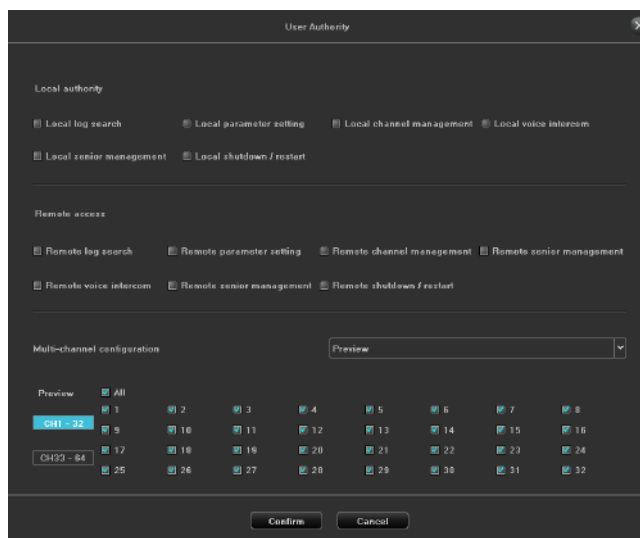 User Authority
Local authority
Local log search Local parameter setting Local channel management Local voice intercom
Local senior management Local shutdown / restart
Remote access
Remote log search Remote parameter setting Remote channel management Remote senior management
Remote voice intercom Remote senior management Remote shutdown / restart
Multi-channel configuration Preview
Preview All
1 2 3 4 5 6 7 8
CH1 - 32
9 10 11 12 13 14 15 16
17 18 19 20 21 22 23 24
CH33 - 64
25 26 27 28 29 30 31 32
Confirm Cancel